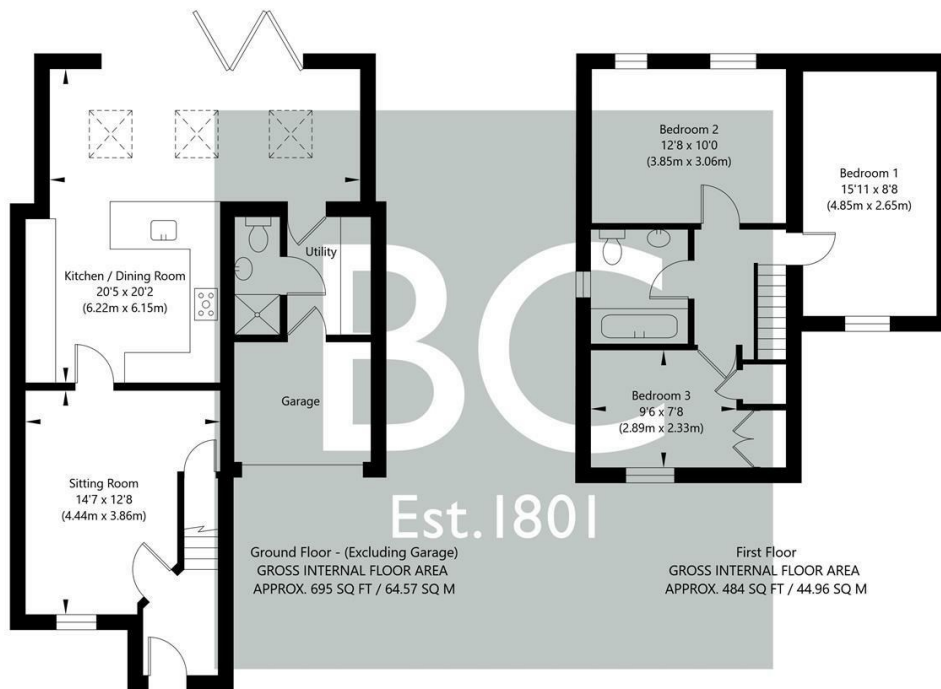 Kitchen / Dining Room
20'5 x 20'2
(6.22m x 6.15m)
Utility
Garage
Sitting Room
14'7 x 12'8
(4.44m x 3.86m)
Bedroom 2
12'8 x 10'0
(3.85m x 3.06m)
Bedroom 1
15'11 x 8'8
(4.85m x 2.65m)
Bedroom 3
9'6 x 7'8
(2.89m x 2.33m)
BC
Est.1801
Ground Floor - (Excluding Garage)
GROSS INTERNAL FLOOR AREA
APPROX. 695 SQ FT / 64.57 SQ M
First Floor
GROSS INTERNAL FLOOR AREA
APPROX. 484 SQ FT / 44.96 SQ M